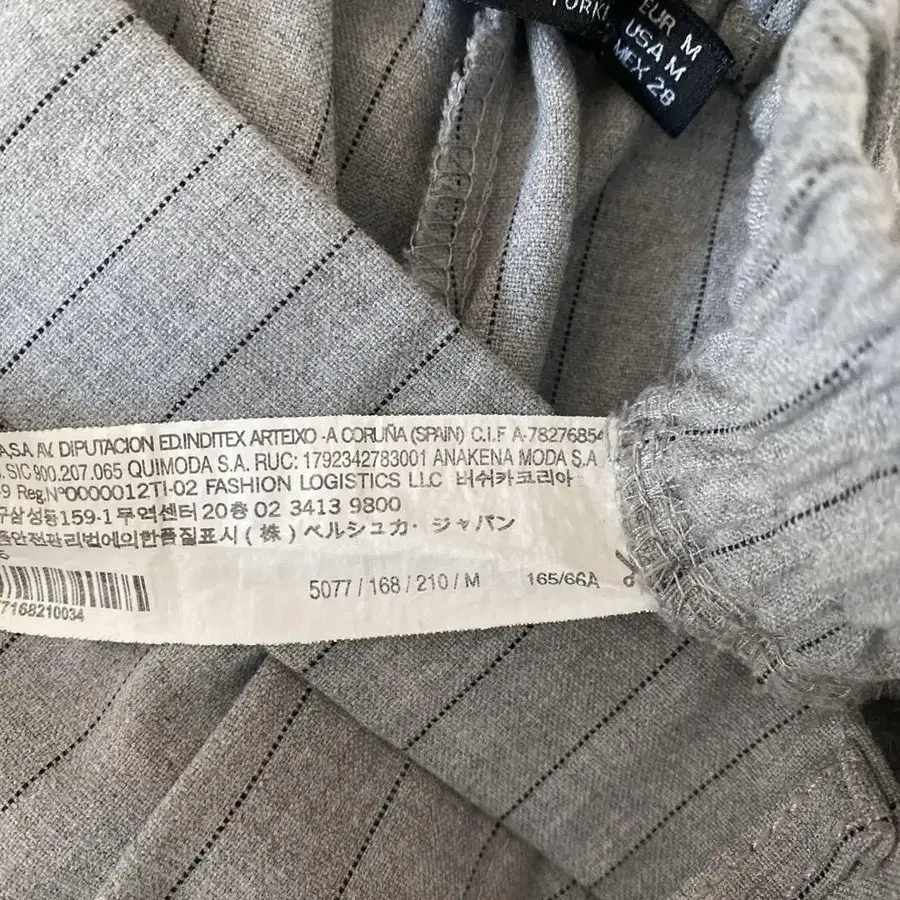 EUR M
USA M
MEX 28
A,S.A AV. DIPUTACION ED.INDITEX ARTEIXO -A CORUÑA (SPAIN) C.I.F A-7827685
SIC 900.207.065 QUIMODA S.A. RUC: 1792342783001 ANAKENA MODA S.A
-9 Reg.Nº0000012TI-02 FASHION LOGISTICS LLC 버쉬카코리아
구삼성동159-1무역센터20층 02 3413 9800
안전관리법에의한품질표시 (株) ベルシュカ・ジャパン
5077 / 168 / 210 / M 165/66A
7168210034